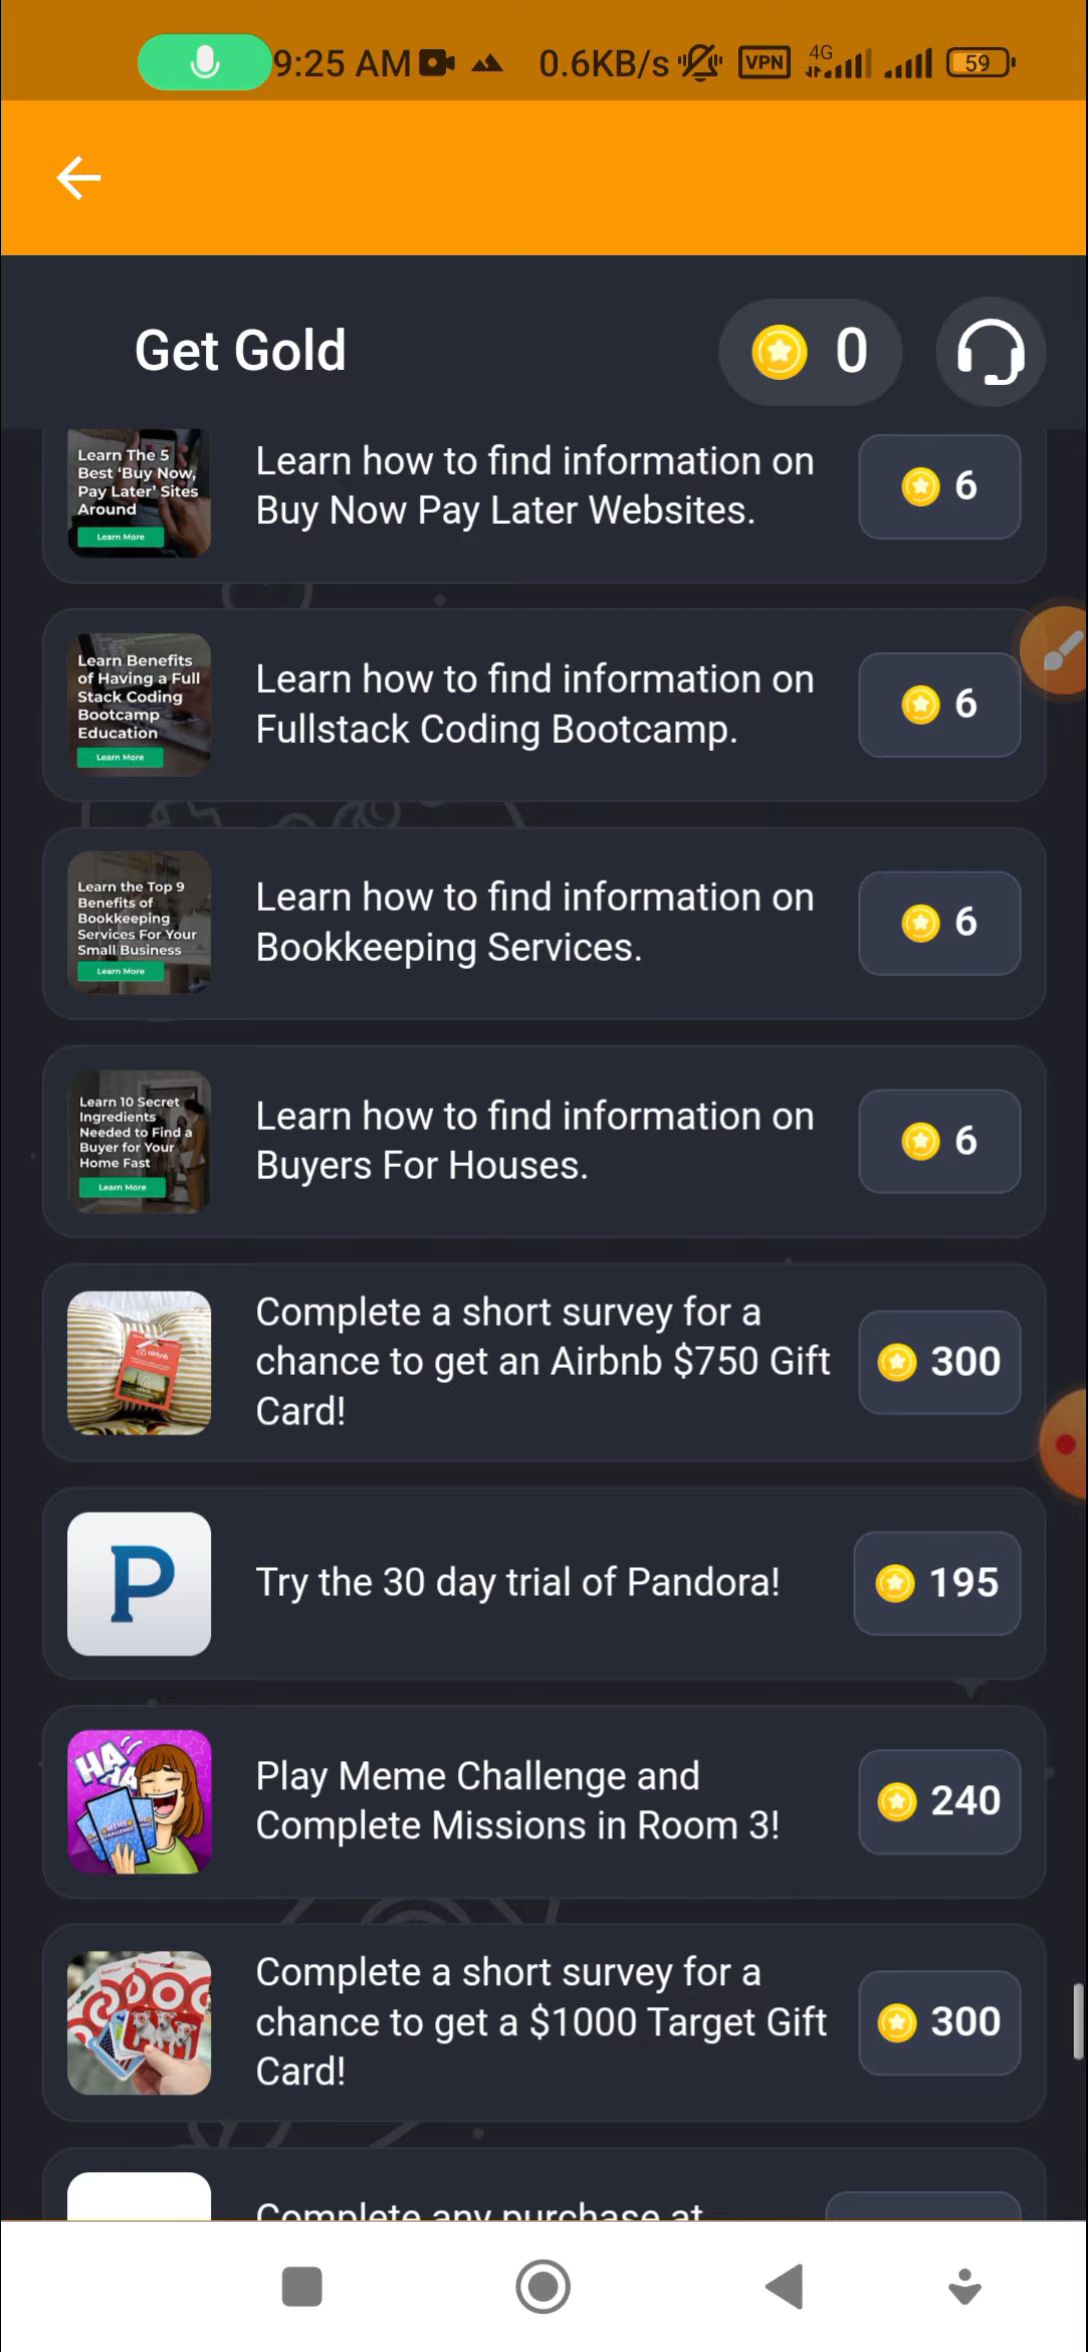 9:25 AM 0.6KB/s VPN 4G 59
Get Gold 0
Learn The 5
Best ‘Buy Now,
Pay Later’ Sites
Around
Learn More
Learn how to find information on
Buy Now Pay Later Websites.
6
Learn Benefits
of Having a Full
Stack Coding
Bootcamp
Education
Learn More
Learn how to find information on
Fullstack Coding Bootcamp.
6
Learn the Top 9
Benefits of
Bookkeeping
Services For Your
Small Business
Learn More
Learn how to find information on
Bookkeeping Services.
6
Learn 10 Secret
Ingredients
Needed to Find a
Buyer for Your
Home Fast
Learn More
Learn how to find information on
Buyers For Houses.
6
airbnb
Complete a short survey for a
chance to get an Airbnb $750 Gift
Card!
300
P
Try the 30 day trial of Pandora!
195
HA
HA
Play Meme Challenge and
Complete Missions in Room 3!
240
Complete a short survey for a
chance to get a $1000 Target Gift
Card!
300
Complete any purchase at